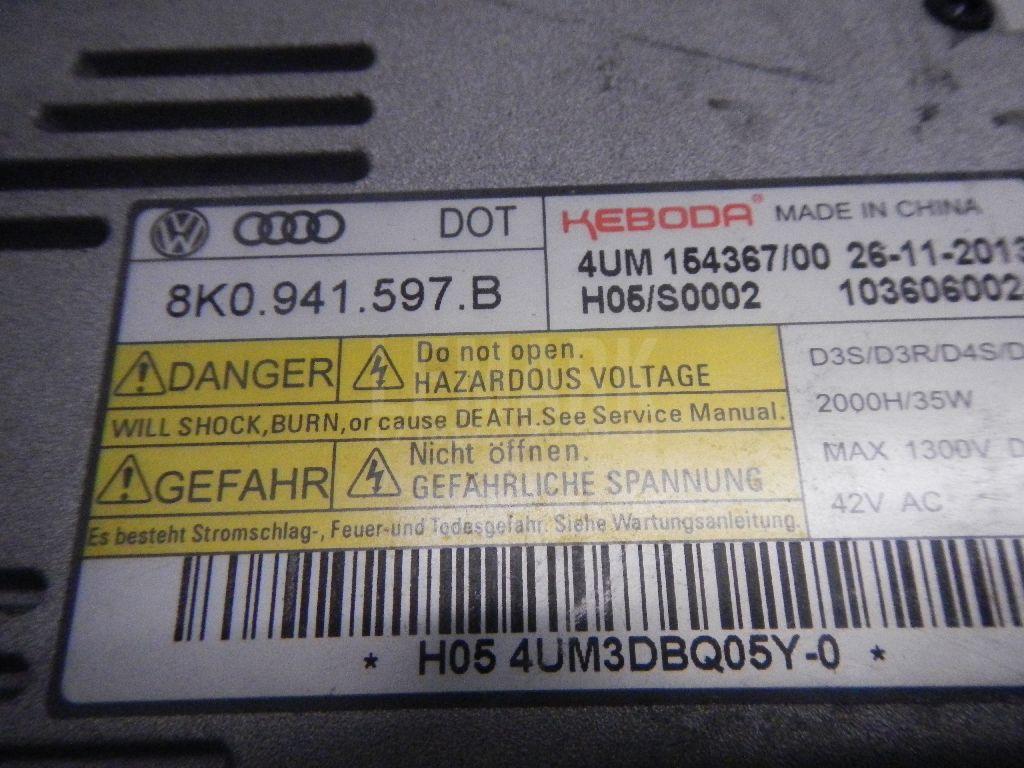 DOT
8K0.941.597.B
KEBODA® MADE IN CHINA
4UM 154367/00 26-11-2013
H05/S0002 103606002
DANGER
Do not open.
HAZARDOUS VOLTAGE
WILL SHOCK, BURN, or cause DEATH. See Service Manual.
GEFAHR
Nicht öffnen.
GEFÄHRLICHE SPANNUNG
Es besteht Stromschlag-, Feuer-und Todesgefahr. Siehe Wartungsanleitung.
D3S/D3R/D4S/D
2000H/35W
MAX 1300V D
42V AC
* H05 4UM3DBQ05Y-0 *